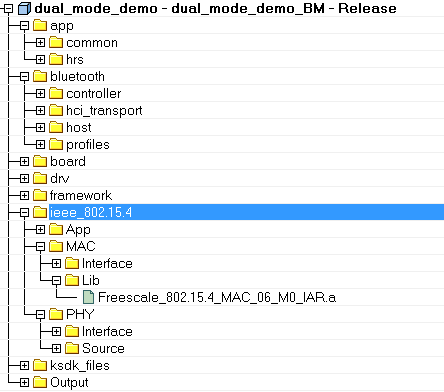 dual_mode_demo - dual_mode_demo_BM - Release
app
common
hrs
bluetooth
controller
hci_transport
host
profiles
board
drv
framework
ieee_802.15.4
App
MAC
Interface
Lib
Freescale_802.15.4_MAC_06_M0_IAR.a
PHY
Interface
Source
ksdk_files
Output